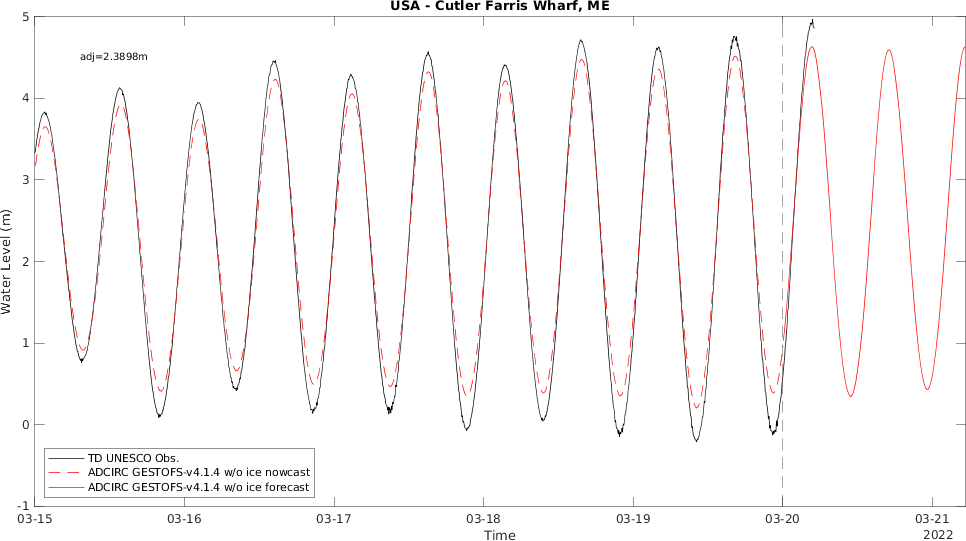 USA - Cutler Farris Wharf, ME
adj=2.3898m
5
4
3
2
1
0
-1
Water Level (m)
TD UNESCO Obs.
ADCIRC GESTOFS-v4.1.4 w/o ice nowcast
ADCIRC GESTOFS-v4.1.4 w/o ice forecast
03-15 03-16 03-17 03-18 03-19 03-20 03-21
Time
2022